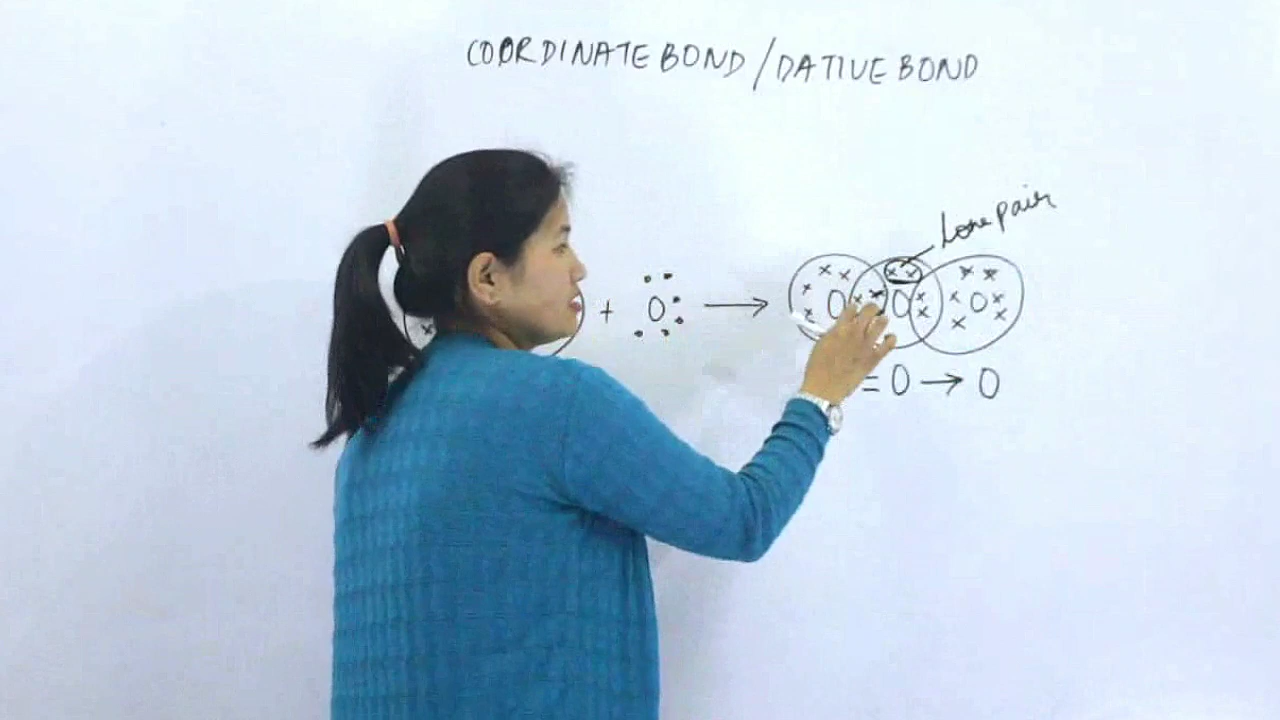 COORDINATE BOND / DATIVE BOND
Lone pair
+ O → O O O
= O → O